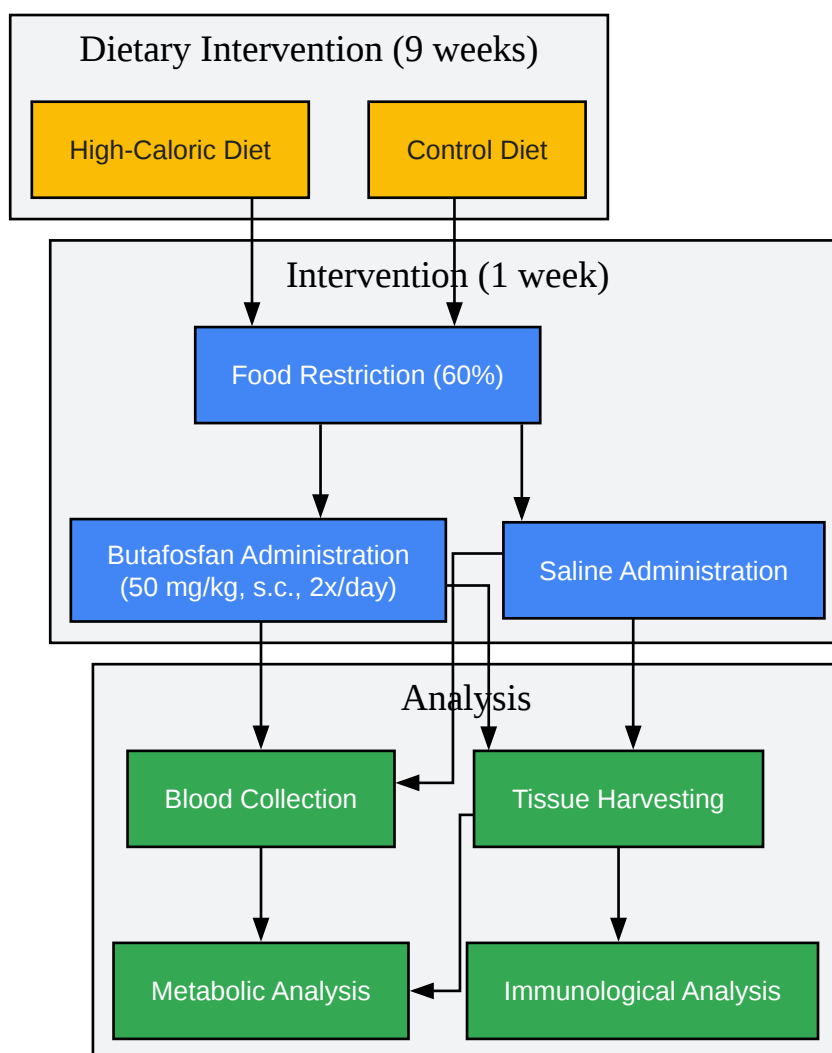 Dietary Intervention (9 weeks)
High-Caloric Diet
Control Diet
Intervention (1 week)
Food Restriction (60%)
Butafosfan Administration
(50 mg/kg, s.c., 2x/day)
Saline Administration
Analysis
Blood Collection
Tissue Harvesting
Metabolic Analysis
Immunological Analysis